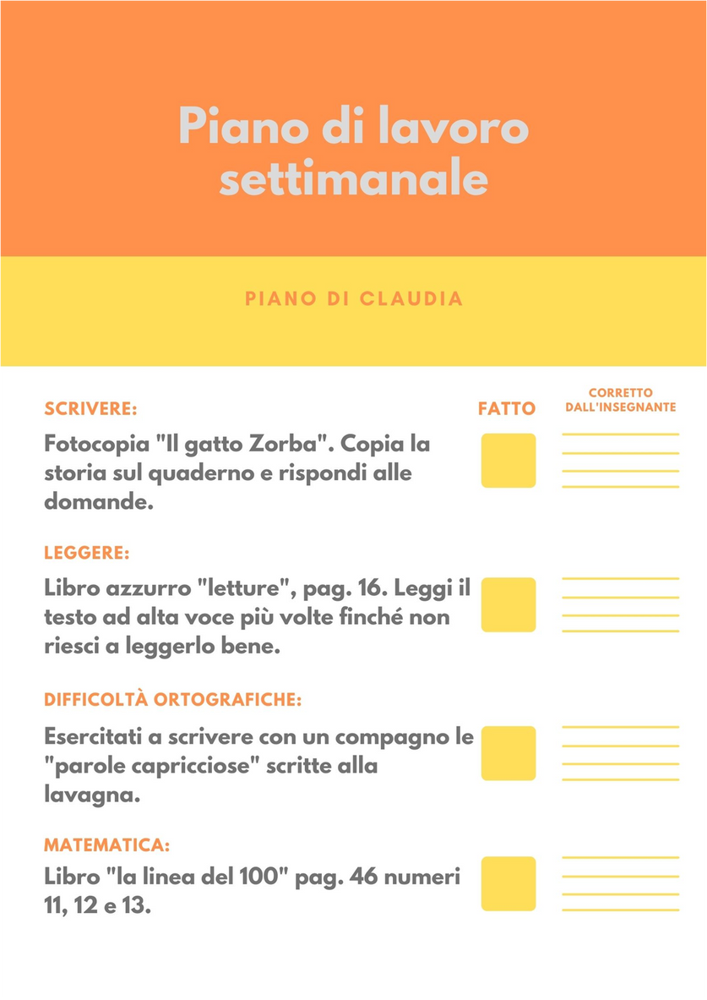 Piano di lavoro
settimanale
PIANO DI CLAUDIA
SCRIVERE:
FATTO
CORRETTO
DALL'INSEGNANTE
Fotocopia "Il gatto Zorba". Copia la
storia sul quaderno e rispondi alle
domande.
LEGGERE:
Libro azzurro "letture", pag. 16. Leggi il
testo ad alta voce più volte finché non
riesci a leggerlo bene.
DIFFICOLTÀ ORTOGRAFICHE:
Esercitati a scrivere con un compagno le
"parole capricciose" scritte alla
lavagna.
MATEMATICA:
Libro "la linea del 100" pag. 46 numeri
11, 12 e 13.